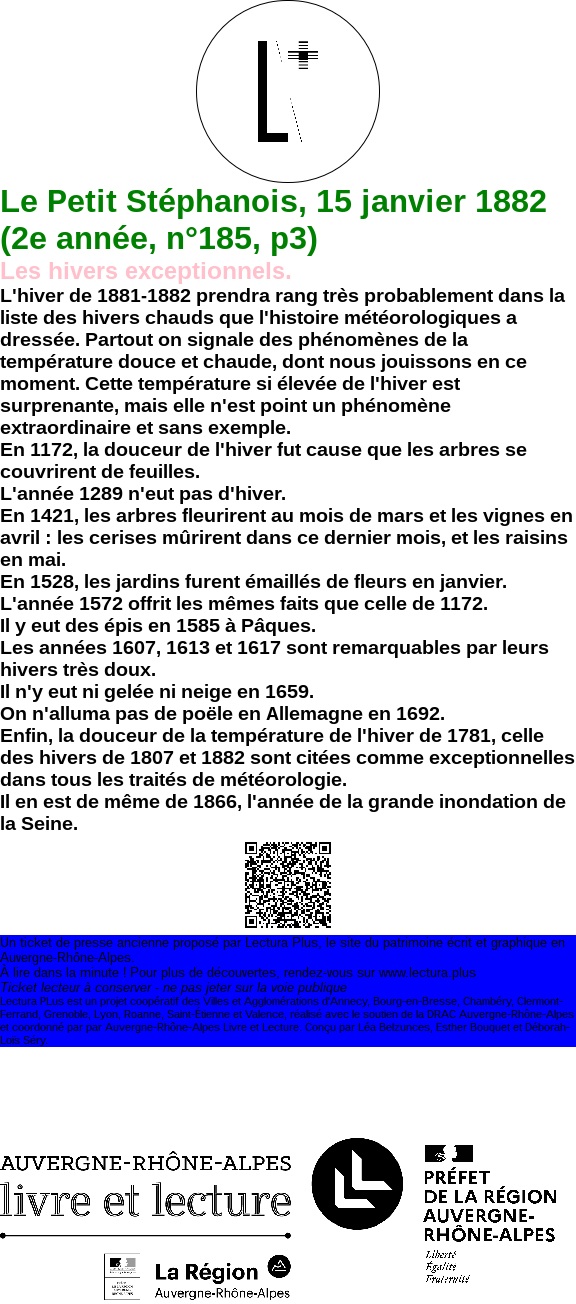 L+
Le Petit Stéphanois, 15 janvier 1882
(2e année, n°185, p3)
Les hivers exceptionnels.
L'hiver de 1881-1882 prendra rang très probablement dans la
liste des hivers chauds que l'histoire météorologiques a
dressée. Partout on signale des phénomènes de la
température douce et chaude, dont nous jouissons en ce
moment. Cette température si élevée de l'hiver est
surprenante, mais elle n'est point un phénomène
extraordinaire et sans exemple.
En 1172, la douceur de l'hiver fut cause que les arbres se
couvrirent de feuilles.
L'année 1289 n'eut pas d'hiver.
En 1421, les arbres fleurirent au mois de mars et les vignes en
avril : les cerises mûrirent dans ce dernier mois, et les raisins
en mai.
En 1528, les jardins furent émaillés de fleurs en janvier.
L'année 1572 offrit les mêmes faits que celle de 1172.
Il y eut des épis en 1585 à Pâques.
Les années 1607, 1613 et 1617 sont remarquables par leurs
hivers très doux.
Il n'y eut ni gelée ni neige en 1659.
On n'alluma pas de poële en Allemagne en 1692.
Enfin, la douceur de la température de l'hiver de 1781, celle
des hivers de 1807 et 1882 sont citées comme exceptionnelles
dans tous les traités de météorologie.
Il en est de même de 1866, l'année de la grande inondation de
la Seine.
Un ticket de presse ancienne proposé par Lectura Plus, le site du patrimoine écrit et graphique en
Auvergne-Rhône-Alpes.
À lire dans la minute ! Pour plus de découvertes, rendez-vous sur www.lectura.plus
Ticket lecteur à conserver - ne pas jeter sur la voie publique
Lectura PLus est un projet coopératif des Villes et Agglomérations d'Annecy, Bourg-en-Bresse, Chambéry, Clermont-
Ferrand, Grenoble, Lyon, Roanne, Saint-Étienne et Valence, réalisé avec le soutien de la DRAC Auvergne-Rhône-Alpes
et coordonné par par Auvergne-Rhône-Alpes Livre et Lecture. Conçu par Léa Belzonces, Esther Bouquet et Déborah-
Loïs Séry.
AUVERGNE-RHÔNE-ALPES
livre et lecture
La Région
Auvergne-Rhône-Alpes
PRÉFET
DE LA RÉGION
AUVERGNE-
RHÔNE-ALPES
Liberté
Égalité
Fraternité